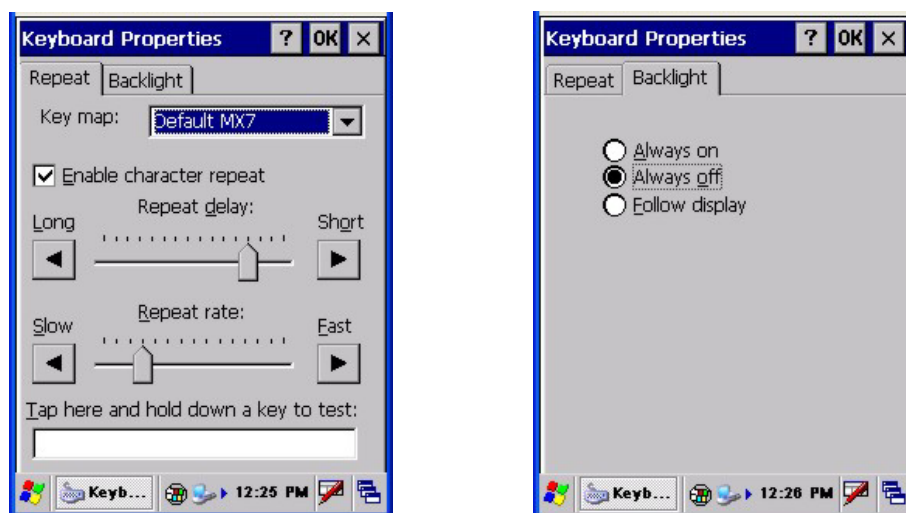 Keyboard Properties ? OK ×
Repeat Backlight
Key map: Default MX7
Enable character repeat
Repeat delay:
Long Short
Repeat rate:
Slow Fast
Tap here and hold down a key to test:
Keyb... 12:25 PM
Keyboard Properties ? OK ×
Repeat Backlight
Always on
Always off
Follow display
Keyb... 12:26 PM